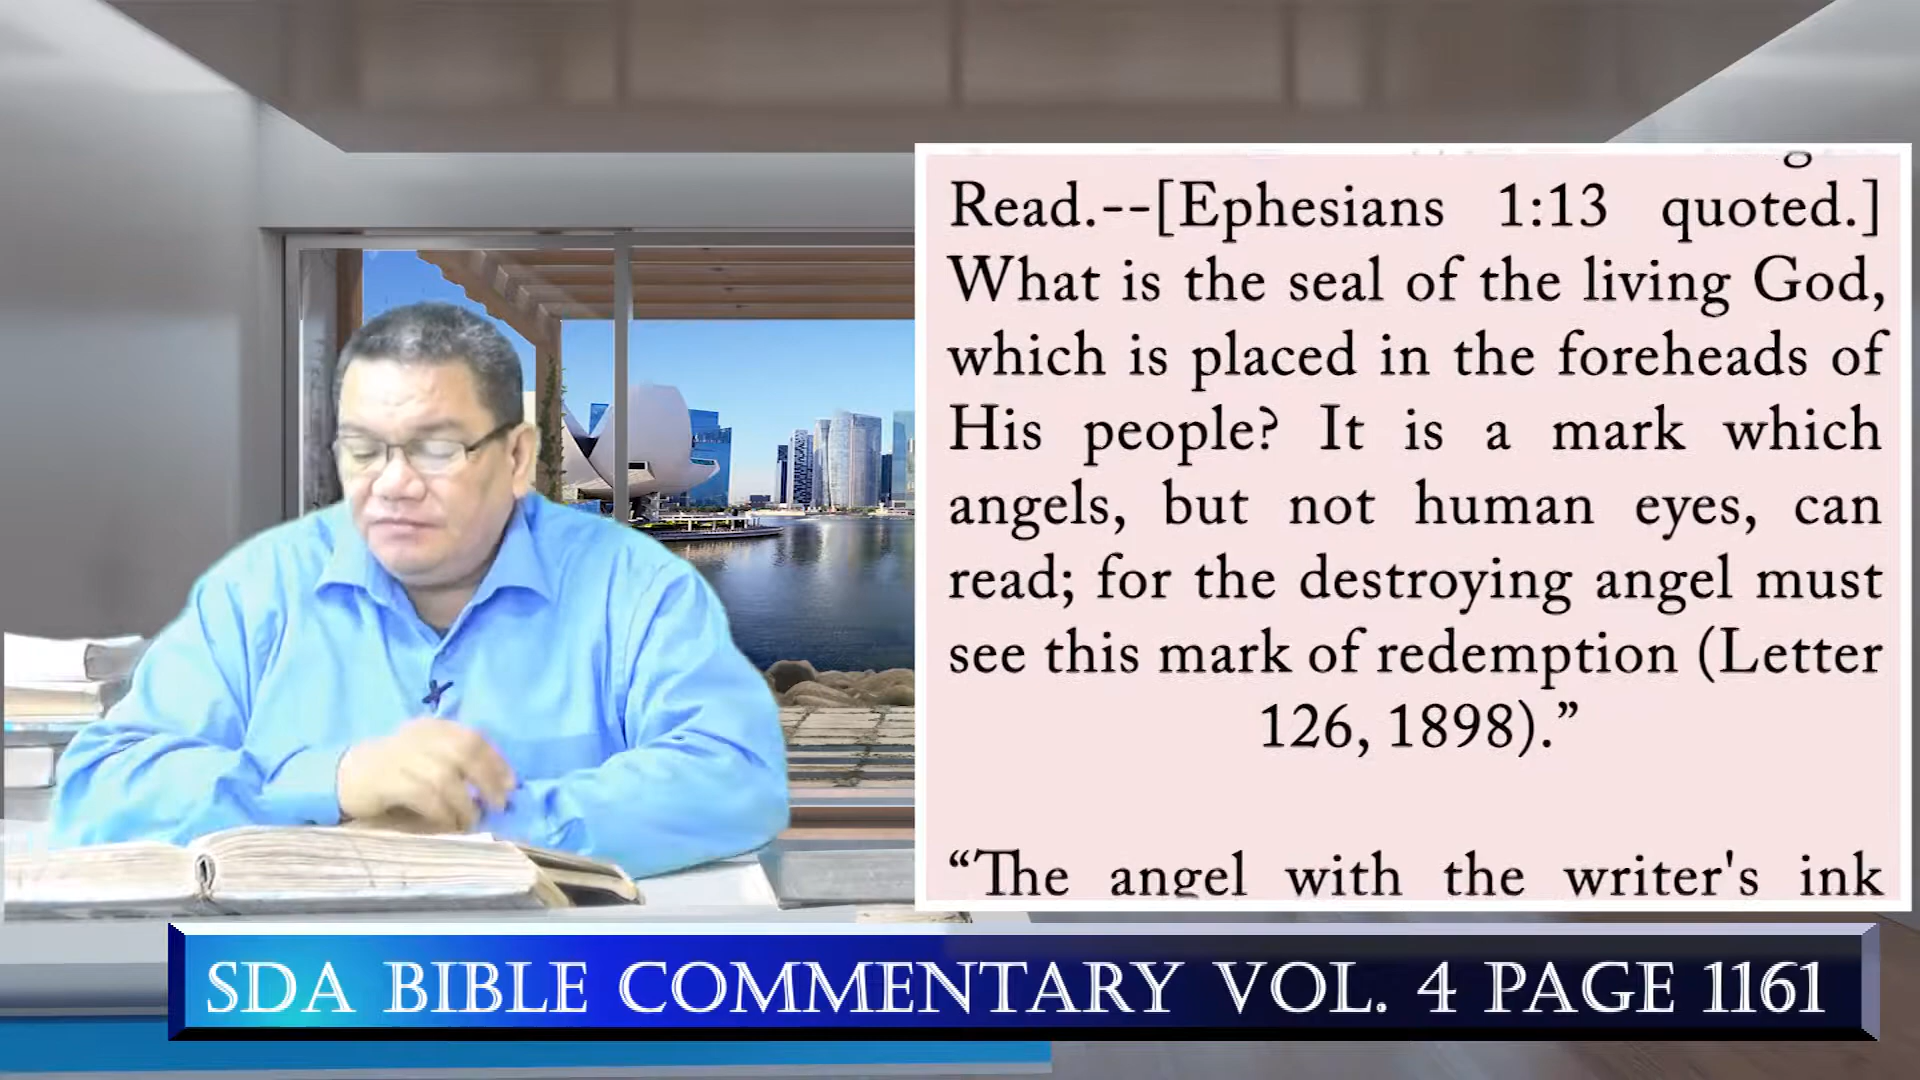 Read.--[Ephesians 1:13 quoted.]
What is the seal of the living God,
which is placed in the foreheads of
His people? It is a mark which
angels, but not human eyes, can
read; for the destroying angel must
see this mark of redemption (Letter
126, 1898).”
“The angel with the writer's ink
SDA BIBLE COMMENTARY VOL. 4 PAGE 1161